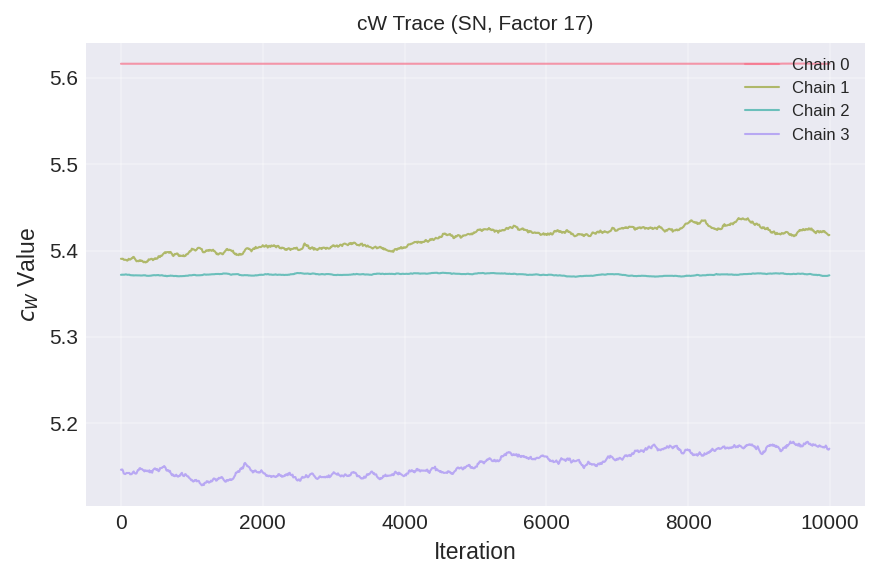 cW Trace (SN, Factor 17)
5.6
5.5
5.4
5.3
5.2
c_W Value
Chain 0
Chain 1
Chain 2
Chain 3
0 2000 4000 6000 8000 10000
Iteration